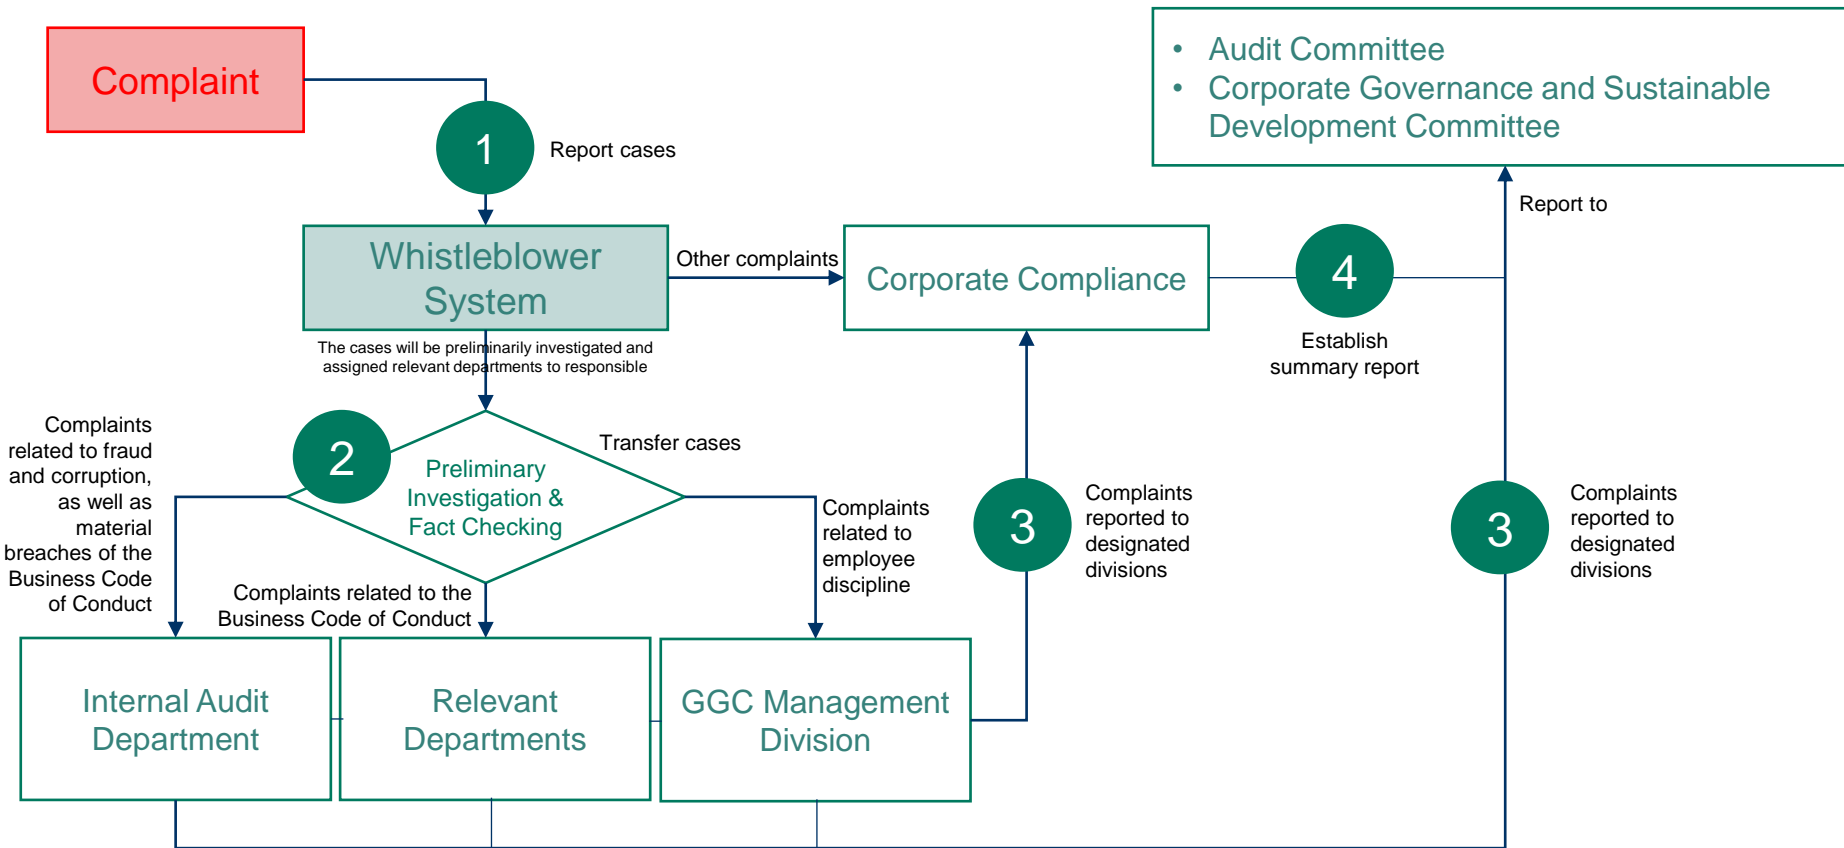 Complaint
1
Report cases
• Audit Committee
• Corporate Governance and Sustainable
Development Committee
Report to
Whistleblower
System
Other complaints
Corporate Compliance
4
Establish
summary report
The cases will be preliminarily investigated and
assigned relevant departments to responsible
2
Preliminary
Investigation &
Fact Checking
Transfer cases
Complaints
related to fraud
and corruption,
as well as
material
breaches of the
Business Code
of Conduct
Complaints related to the
Business Code of Conduct
Complaints
related to
employee
discipline
3
Complaints
reported to
designated
divisions
3
Complaints
reported to
designated
divisions
Internal Audit
Department
Relevant
Departments
GGC Management
Division